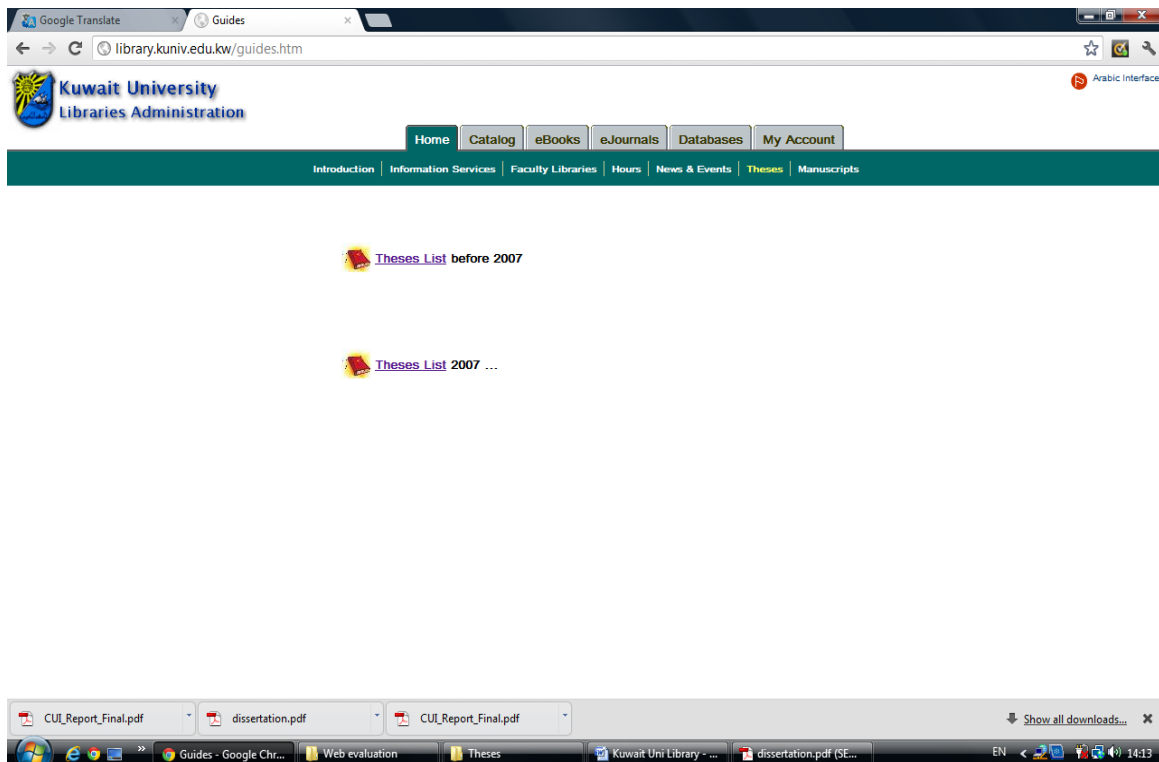 Google Translate
Guides
library.kuniv.edu.kw/guides.htm
Kuwait University
Libraries Administration
Arabic Interface
Home Catalog eBooks eJournals Databases My Account
Introduction Information Services Faculty Libraries Hours News & Events Theses Manuscripts
Theses List before 2007
Theses List 2007 ...
CUI_Report_Final.pdf dissertation.pdf CUI_Report_Final.pdf Show all downloads...
Guides - Google Chr... Web evaluation Theses Kuwait Uni Library - ... dissertation.pdf (SE... EN 14:13